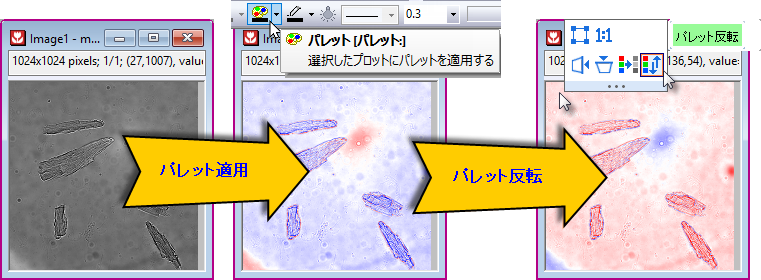 Image1 - m...
1024x1024 pixels; 1/1; (27,1007), value
0.3
パレット [パレット:]
選択したプロットにパレットを適用する
1024x
1:1
パレット反転
1024x
136,54), value=
パレット適用
パレット反転